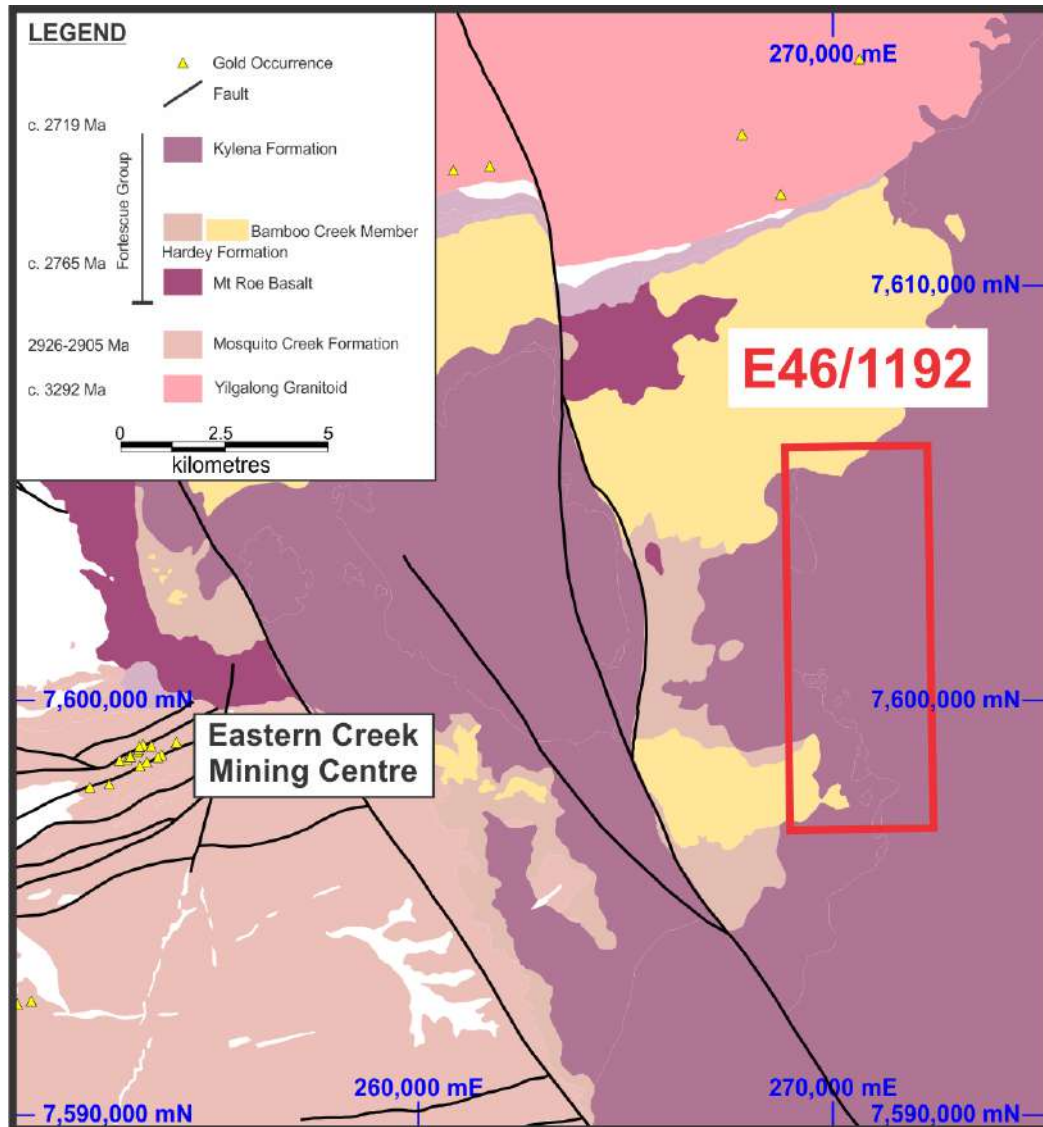 LEGEND
Gold Occurrence
Fault
c. 2719 Ma
Kylena Formation
Fortescue Group
Bamboo Creek Member
Hardey Formation
c. 2765 Ma
Mt Roe Basalt
2926-2905 Ma
Mosquito Creek Formation
c. 3292 Ma
Yilgalong Granitoid
0 2.5 5
kilometres
270,000 mE
7,610,000 mN
E46/1192
7,600,000 mN
7,600,000 mN
Eastern Creek
Mining Centre
260,000 mE
270,000 mE
7,590,000 mN
7,590,000 mN